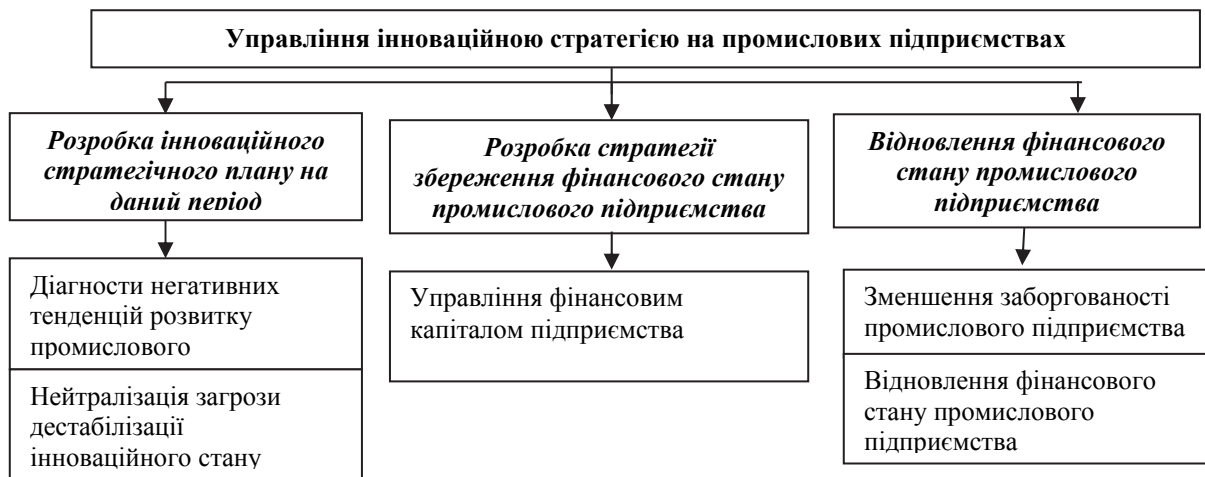 Управління інноваційною стратегією на промислових підприємствах
Розробка інноваційного
стратегічного плану на
даний період
Розробка стратегії
збереження фінансового стану
промислового підприємства
Відновлення фінансового
стану промислового
підприємства
Діагности негативних
тенденцій розвитку
промислового
Нейтралізація загрози
дестабілізації
інноваційного стану
Управління фінансовим
капіталом підприємства
Зменшення заборгованості
промислового підприємства
Відновлення фінансового
стану промислового
підприємства